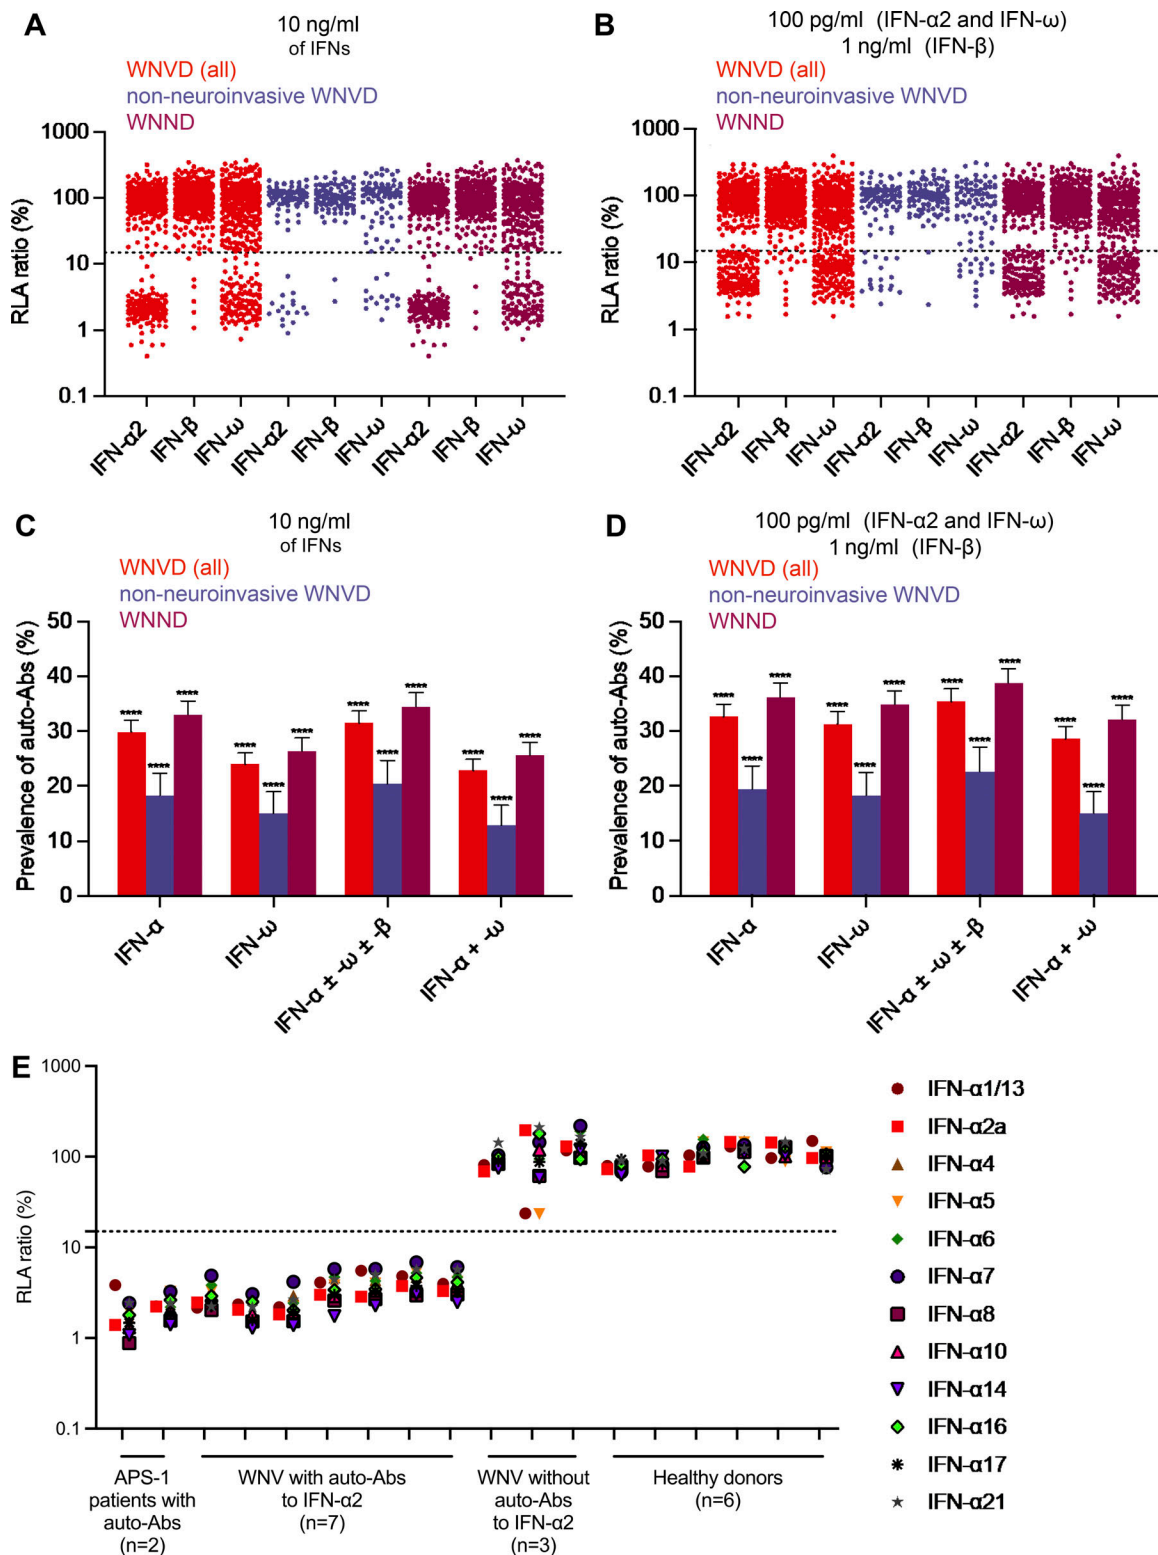 A
10 ng/ml
of IFNs
WNVD (all)
non-neuroinvasive WNVD
WNND
RLA ratio (%)
1000
100
10
1
0.1
IFN-α2
IFN-β
IFN-ω
IFN-α2
IFN-β
IFN-ω
IFN-α2
IFN-β
IFN-ω
B
100 pg/ml (IFN-α2 and IFN-ω)
1 ng/ml (IFN-β)
WNVD (all)
non-neuroinvasive WNVD
WNND
RLA ratio (%)
1000
100
10
1
0.1
IFN-α2
IFN-β
IFN-ω
IFN-α2
IFN-β
IFN-ω
IFN-α2
IFN-β
IFN-ω
C
10 ng/ml
of IFNs
WNVD (all)
non-neuroinvasive WNVD
WNND
Prevalence of auto-Abs (%)
50
40
30
20
10
0
****
****
****
****
****
****
****
****
****
****
****
****
IFN-α
IFN-ω
IFN-α ± -ω ± -β
IFN-α + -ω
D
100 pg/ml (IFN-α2 and IFN-ω)
1 ng/ml (IFN-β)
WNVD (all)
non-neuroinvasive WNVD
WNND
Prevalence of auto-Abs (%)
50
40
30
20
10
0
****
****
****
****
****
****
****
****
****
****
****
****
IFN-α
IFN-ω
IFN-α ± -ω ± -β
IFN-α + -ω
E
RLA ratio (%)
1000
100
10
1
0.1
APS-1
patients with
auto-Abs
(n=2)
WNV with auto-Abs
to IFN-α2
(n=7)
WNV without
auto-Abs
to IFN-α2
(n=3)
Healthy donors
(n=6)
IFN-α1/13
IFN-α2a
IFN-α4
IFN-α5
IFN-α6
IFN-α7
IFN-α8
IFN-α10
IFN-α14
IFN-α16
IFN-α17
IFN-α21